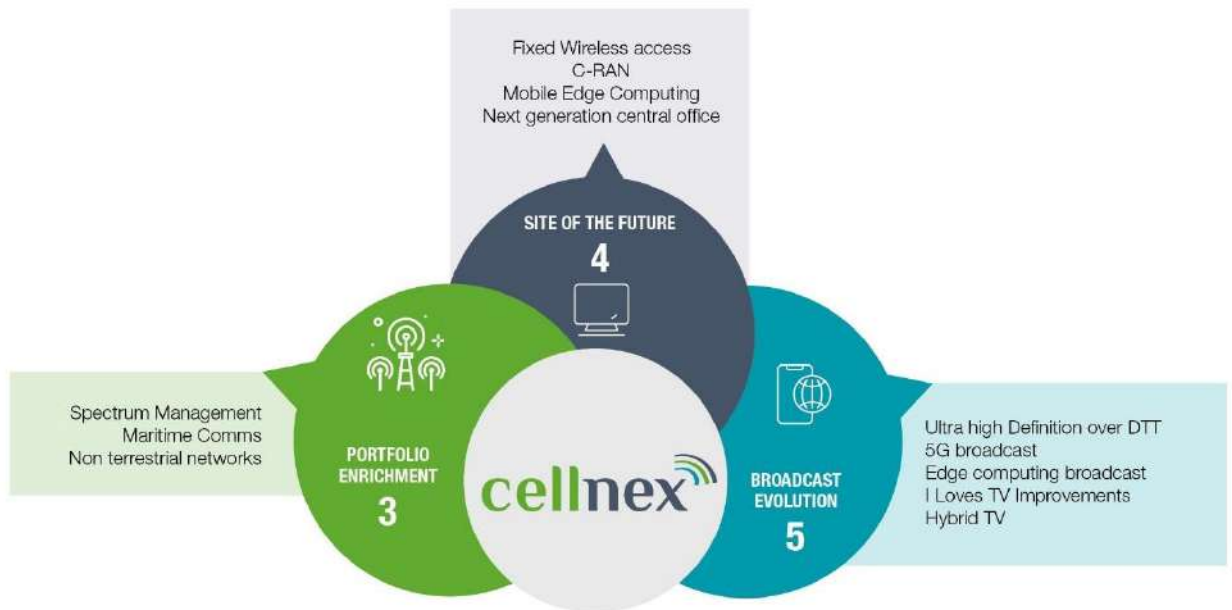 Fixed Wireless access
C-RAN
Mobile Edge Computing
Next generation central office
SITE OF THE FUTURE
4
Spectrum Management
Maritime Comms
Non terrestrial networks
PORTFOLIO
ENRICHMENT
3
cellnex
BROADCAST
EVOLUTION
5
Ultra high Definition over DTT
5G broadcast
Edge computing broadcast
I Loves TV Improvements
Hybrid TV